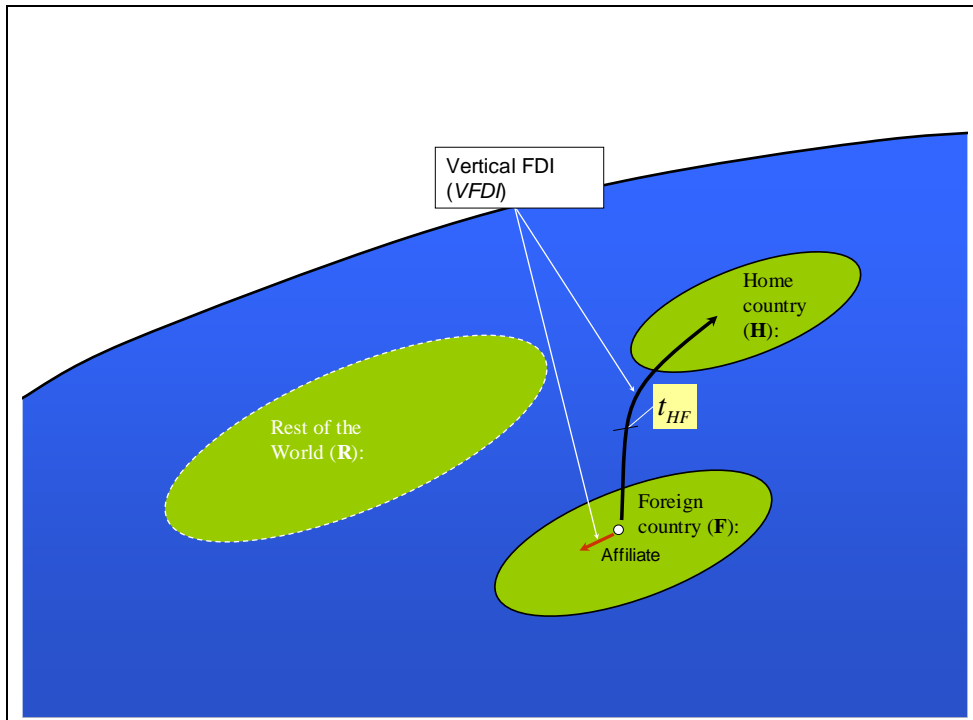 Vertical FDI
(VFDI)
Home
country
(H):
t_HF
Rest of the
World (R):
Foreign
country (F):
Affiliate